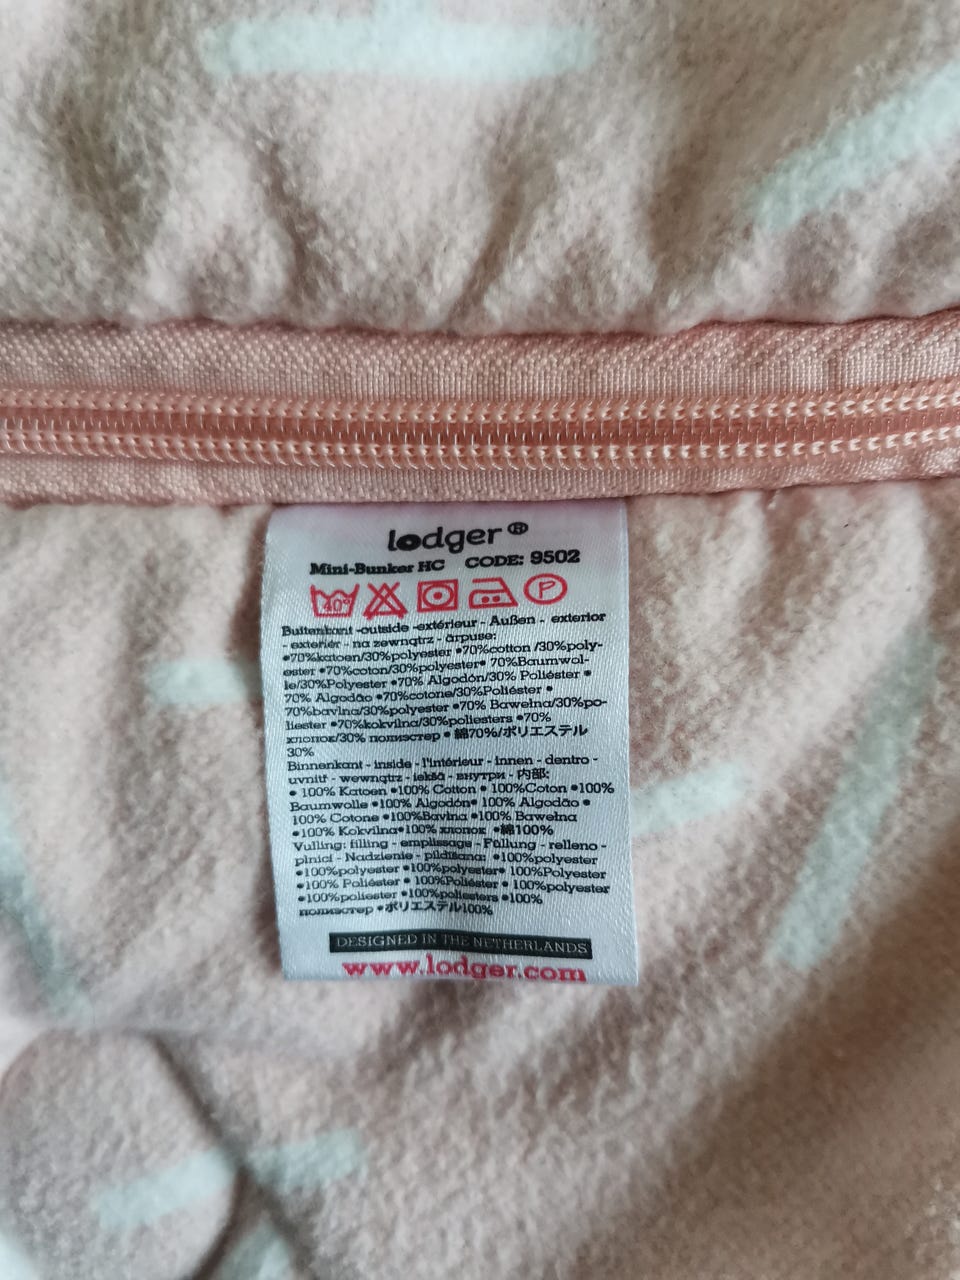 lodger®
Mini-Bunker HC CODE: 9502
40°
P
Buitenkant -outside -extérieur - Außen - exterior
- exteriér - na zewnątrz - ārpuse:
•70%katoen/30%polyester •70%cotton /30%poly-
ester •70%coton/30%polyester• 70%Baumwol-
le/30%Polyester •70% Algodón/30% Poliéster •
70% Algodão •70%cotone/30%Poliéster •
70%bavlna/30%polyester •70% Bawełna/30%po-
liester •70%kokvilna/30%poliesters •70%
хлопок/30% полиэстер • 綿70%/ポリエステル
30%
Binnenkant - inside - l'intérieur - innen - dentro -
uvnitř - wewnątrz - iekšā - внутри - 内部:
• 100% Katoen •100% Cotton • 100%Coton •100%
Baumwolle •100% Algodón• 100% Algodão •
100% Cotone •100%Bavlna •100% Bawełna
•100% Kokvilna•100% хлопок •綿100%
Vulling: filling - emplissage - Füllung - relleno -
plnící - Nadzienie - pildīšana: •100%polyester
•100%polyester •100%polyester• 100%Polyester
•100% Poliéster • 100%Poliéster • 100%polyester
•100%poliester •100%poliesters •100%
полиэстер •ポリエステル100%
DESIGNED IN THE NETHERLANDS
www.lodger.com